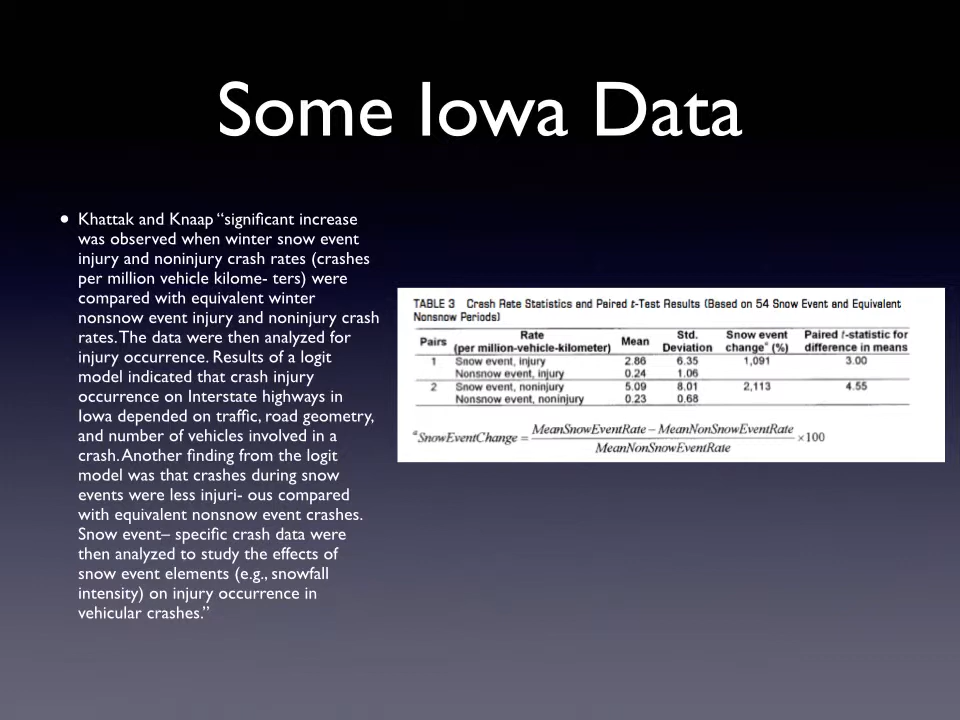 Some Iowa Data
• Khattak and Knaap “significant increase
was observed when winter snow event
injury and noninjury crash rates (crashes
per million vehicle kilome- ters) were
compared with equivalent winter
nonsnow event injury and noninjury crash
rates. The data were then analyzed for
injury occurrence. Results of a logit
model indicated that crash injury
occurrence on Interstate highways in
Iowa depended on traffic, road geometry,
and number of vehicles involved in a
crash. Another finding from the logit
model was that crashes during snow
events were less injuri- ous compared
with equivalent nonsnow event crashes.
Snow event– specific crash data were
then analyzed to study the effects of
snow event elements (e.g., snowfall
intensity) on injury occurrence in
vehicular crashes.”
TABLE 3 Crash Rate Statistics and Paired t-Test Results (Based on 54 Snow Event and Equivalent
Nonsnow Periods)
Pairs Rate (per million-vehicle-kilometer) Mean Std. Deviation Snow event change* (%) Paired t-statistic for difference in means
1 Snow event, injury 2.86 6.35 1,091 3.00
Nonsnow event, injury 0.24 1.06
2 Snow event, noninjury 5.09 8.01 2,113 4.55
Nonsnow event, noninjury 0.23 0.68
ᵃSnowEventChange = (MeanSnowEventRate – MeanNonSnowEventRate) / MeanNonSnowEventRate ×100